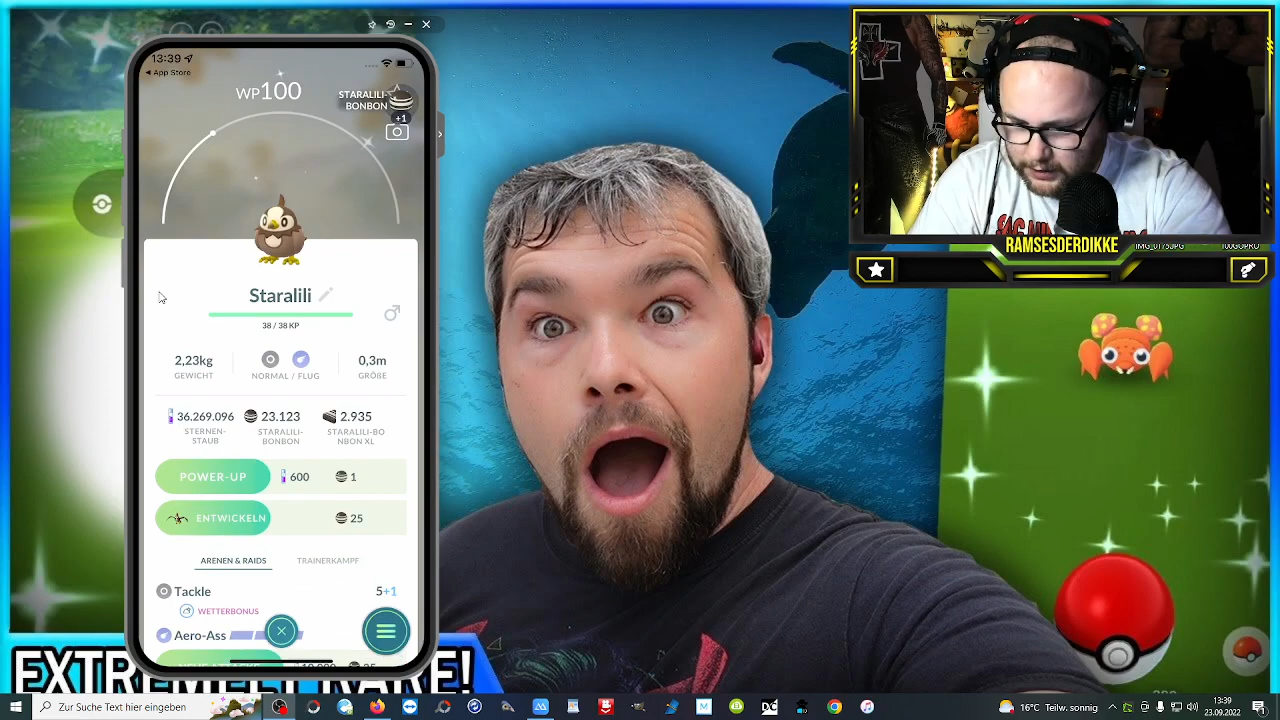 13:39
App Store
WP100
STARALILI-
BONBON
+1
Staralili
38 / 38 KP
2,23kg
GEWICHT
NORMAL / FLUG
0,3m
GRÖSSE
36.269.096
STERNEN-
STAUB
23.123
STARALILI-
BONBON
2.935
STARALILI-BO
NBON XL
POWER-UP
600
1
ENTWICKELN
25
ARENEN & RAIDS
TRAINERKAMPF
Tackle
5+1
WETTERBONUS
Aero-Ass
RAMSESDERDIKKE
Zur Suche Text hier eingeben
16°C Teilw. sonnig
13:39
23.09.2022